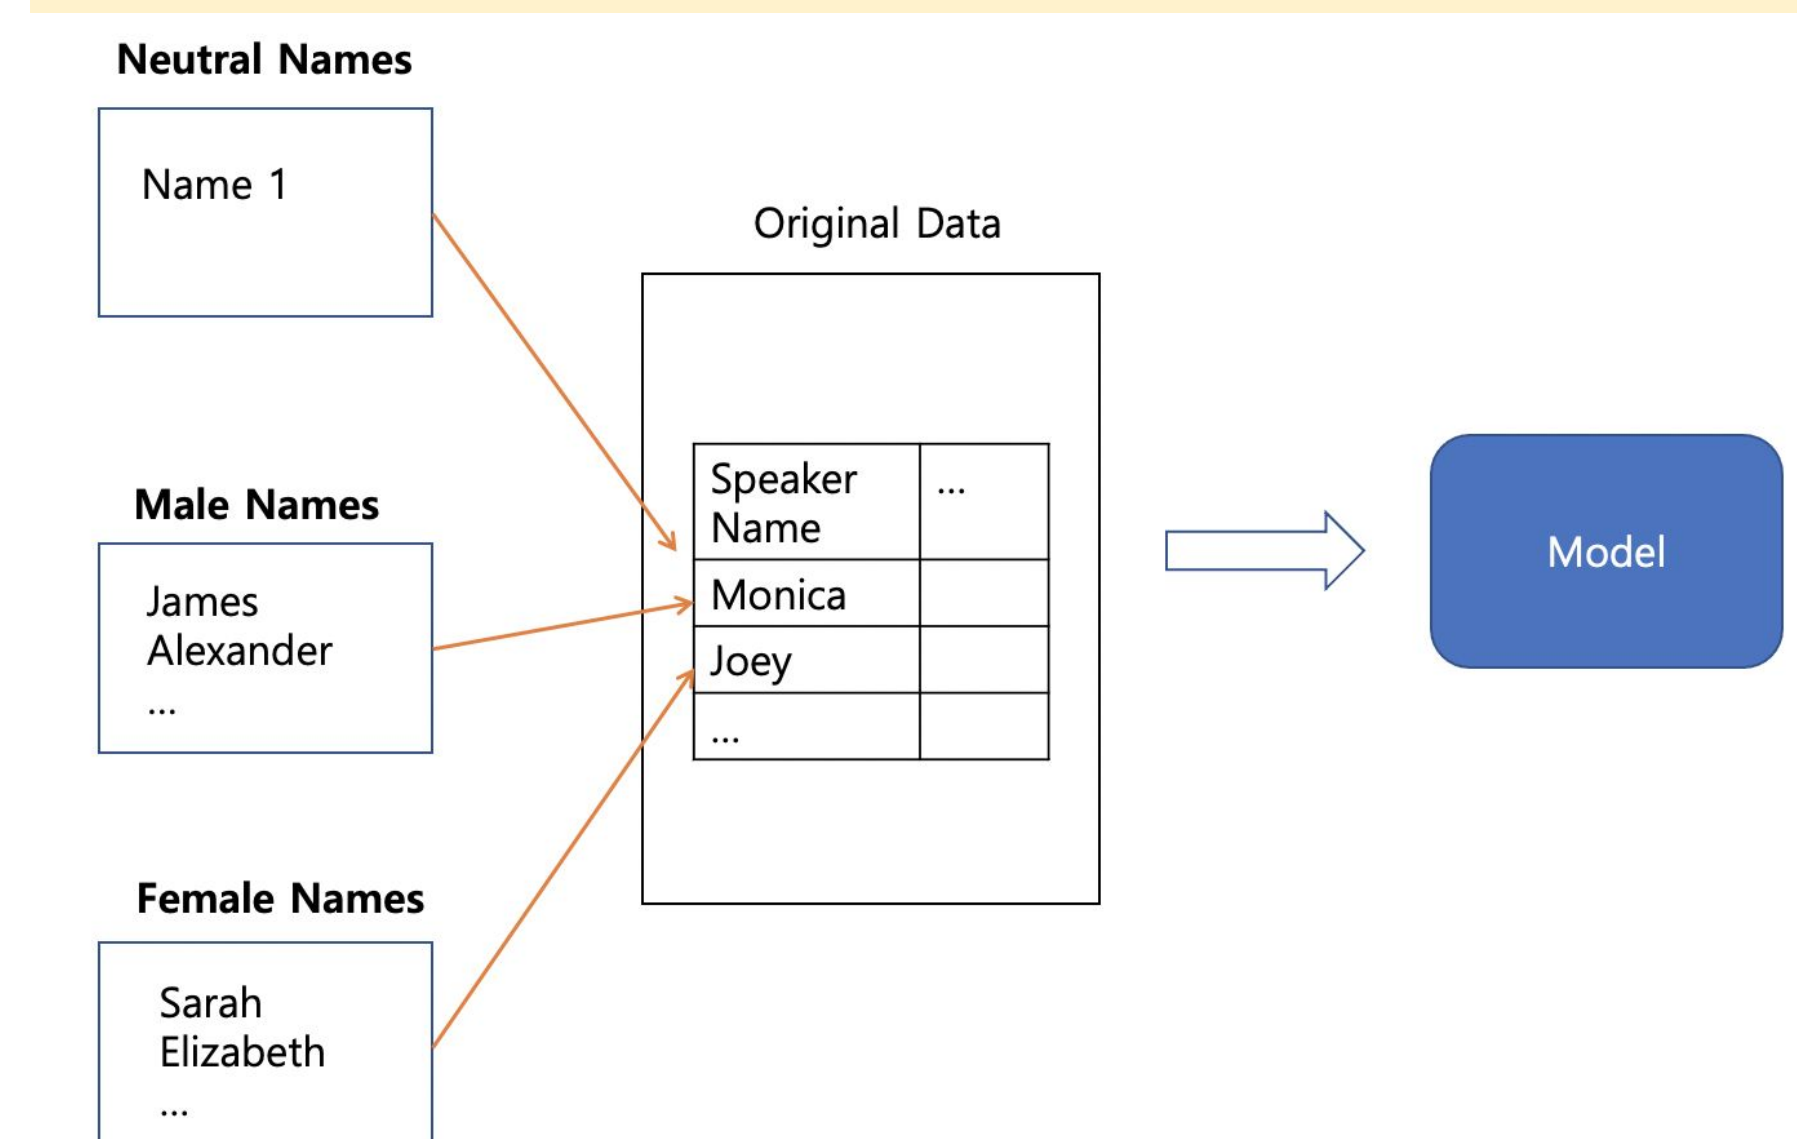 Neutral Names
Name 1
Male Names
James
Alexander
...
Female Names
Sarah
Elizabeth
...
Original Data
Speaker
Name
...
Monica
Joey
...
Model